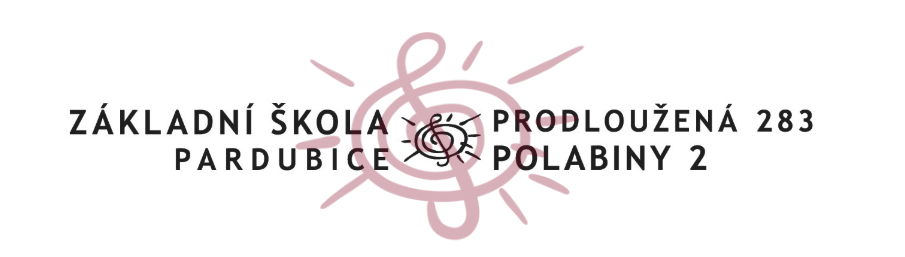 ZÁKLADNÍ ŠKOLA PRODLOUŽENÁ 283
PARDUBICE POLABINY 2